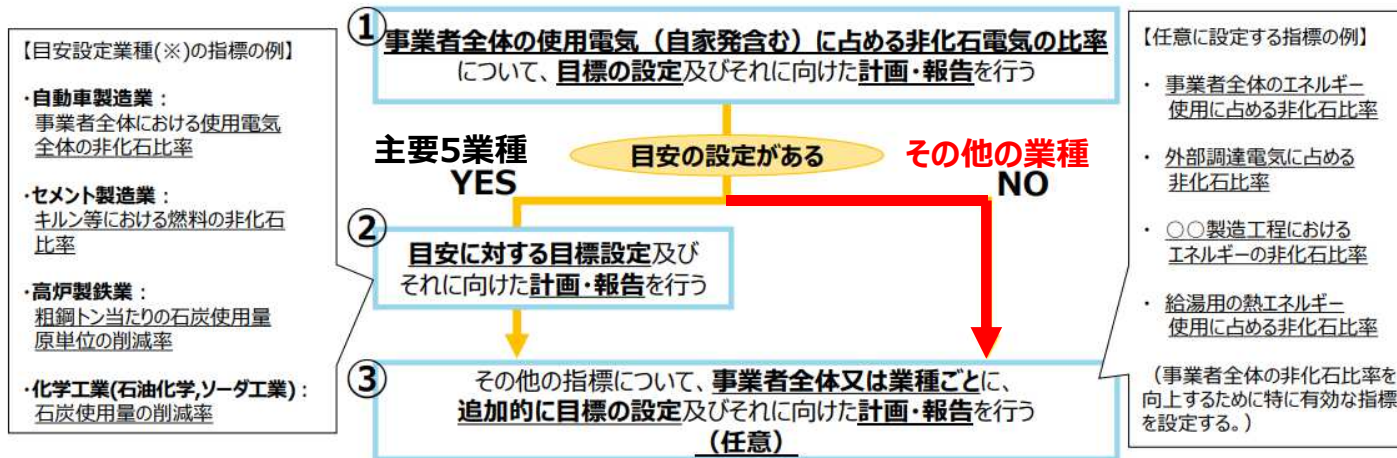 【目安設定業種(※)の指標の例】
・自動車製造業：
事業者全体における使用電気
全体の非化石比率
・セメント製造業：
キルン等における燃料の非化石
比率
・高炉製鉄業：
粗鋼トン当たりの石炭使用量
原単位の削減率
・化学工業(石油化学,ソーダ工業)：
石炭使用量の削減率
①
事業者全体の使用電気（自家発含む）に占める非化石電気の比率
について、目標の設定及びそれに向けた計画・報告を行う
主要5業種
YES
目安の設定がある
その他の業種
NO
②
目安に対する目標設定及び
それに向けた計画・報告を行う
③
その他の指標について、事業者全体又は業種ごとに、
追加的に目標の設定及びそれに向けた計画・報告を行う
（任意）
【任意に設定する指標の例】
・ 事業者全体のエネルギー
使用に占める非化石比率
・ 外部調達電気に占める
非化石比率
・ ○○製造工程における
エネルギーの非化石比率
・ 給湯用の熱エネルギー
使用に占める非化石比率
（事業者全体の非化石比率を
向上するために特に有効な指標
を設定する。）